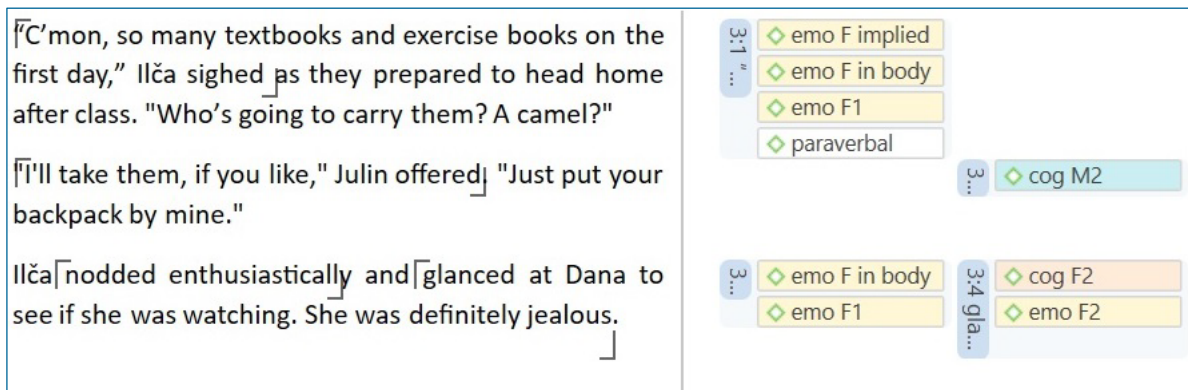 “C’mon, so many textbooks and exercise books on the
first day,” Ilča sighed as they prepared to head home
after class. "Who’s going to carry them? A camel?"
"I'll take them, if you like," Julin offered. "Just put your
backpack by mine."
Ilča nodded enthusiastically and glanced at Dana to
see if she was watching. She was definitely jealous.
3:1 “ ...
emo F implied
emo F in body
emo F1
paraverbal
3...
cog M2
3...
emo F in body
emo F1
3:4 gla...
cog F2
emo F2